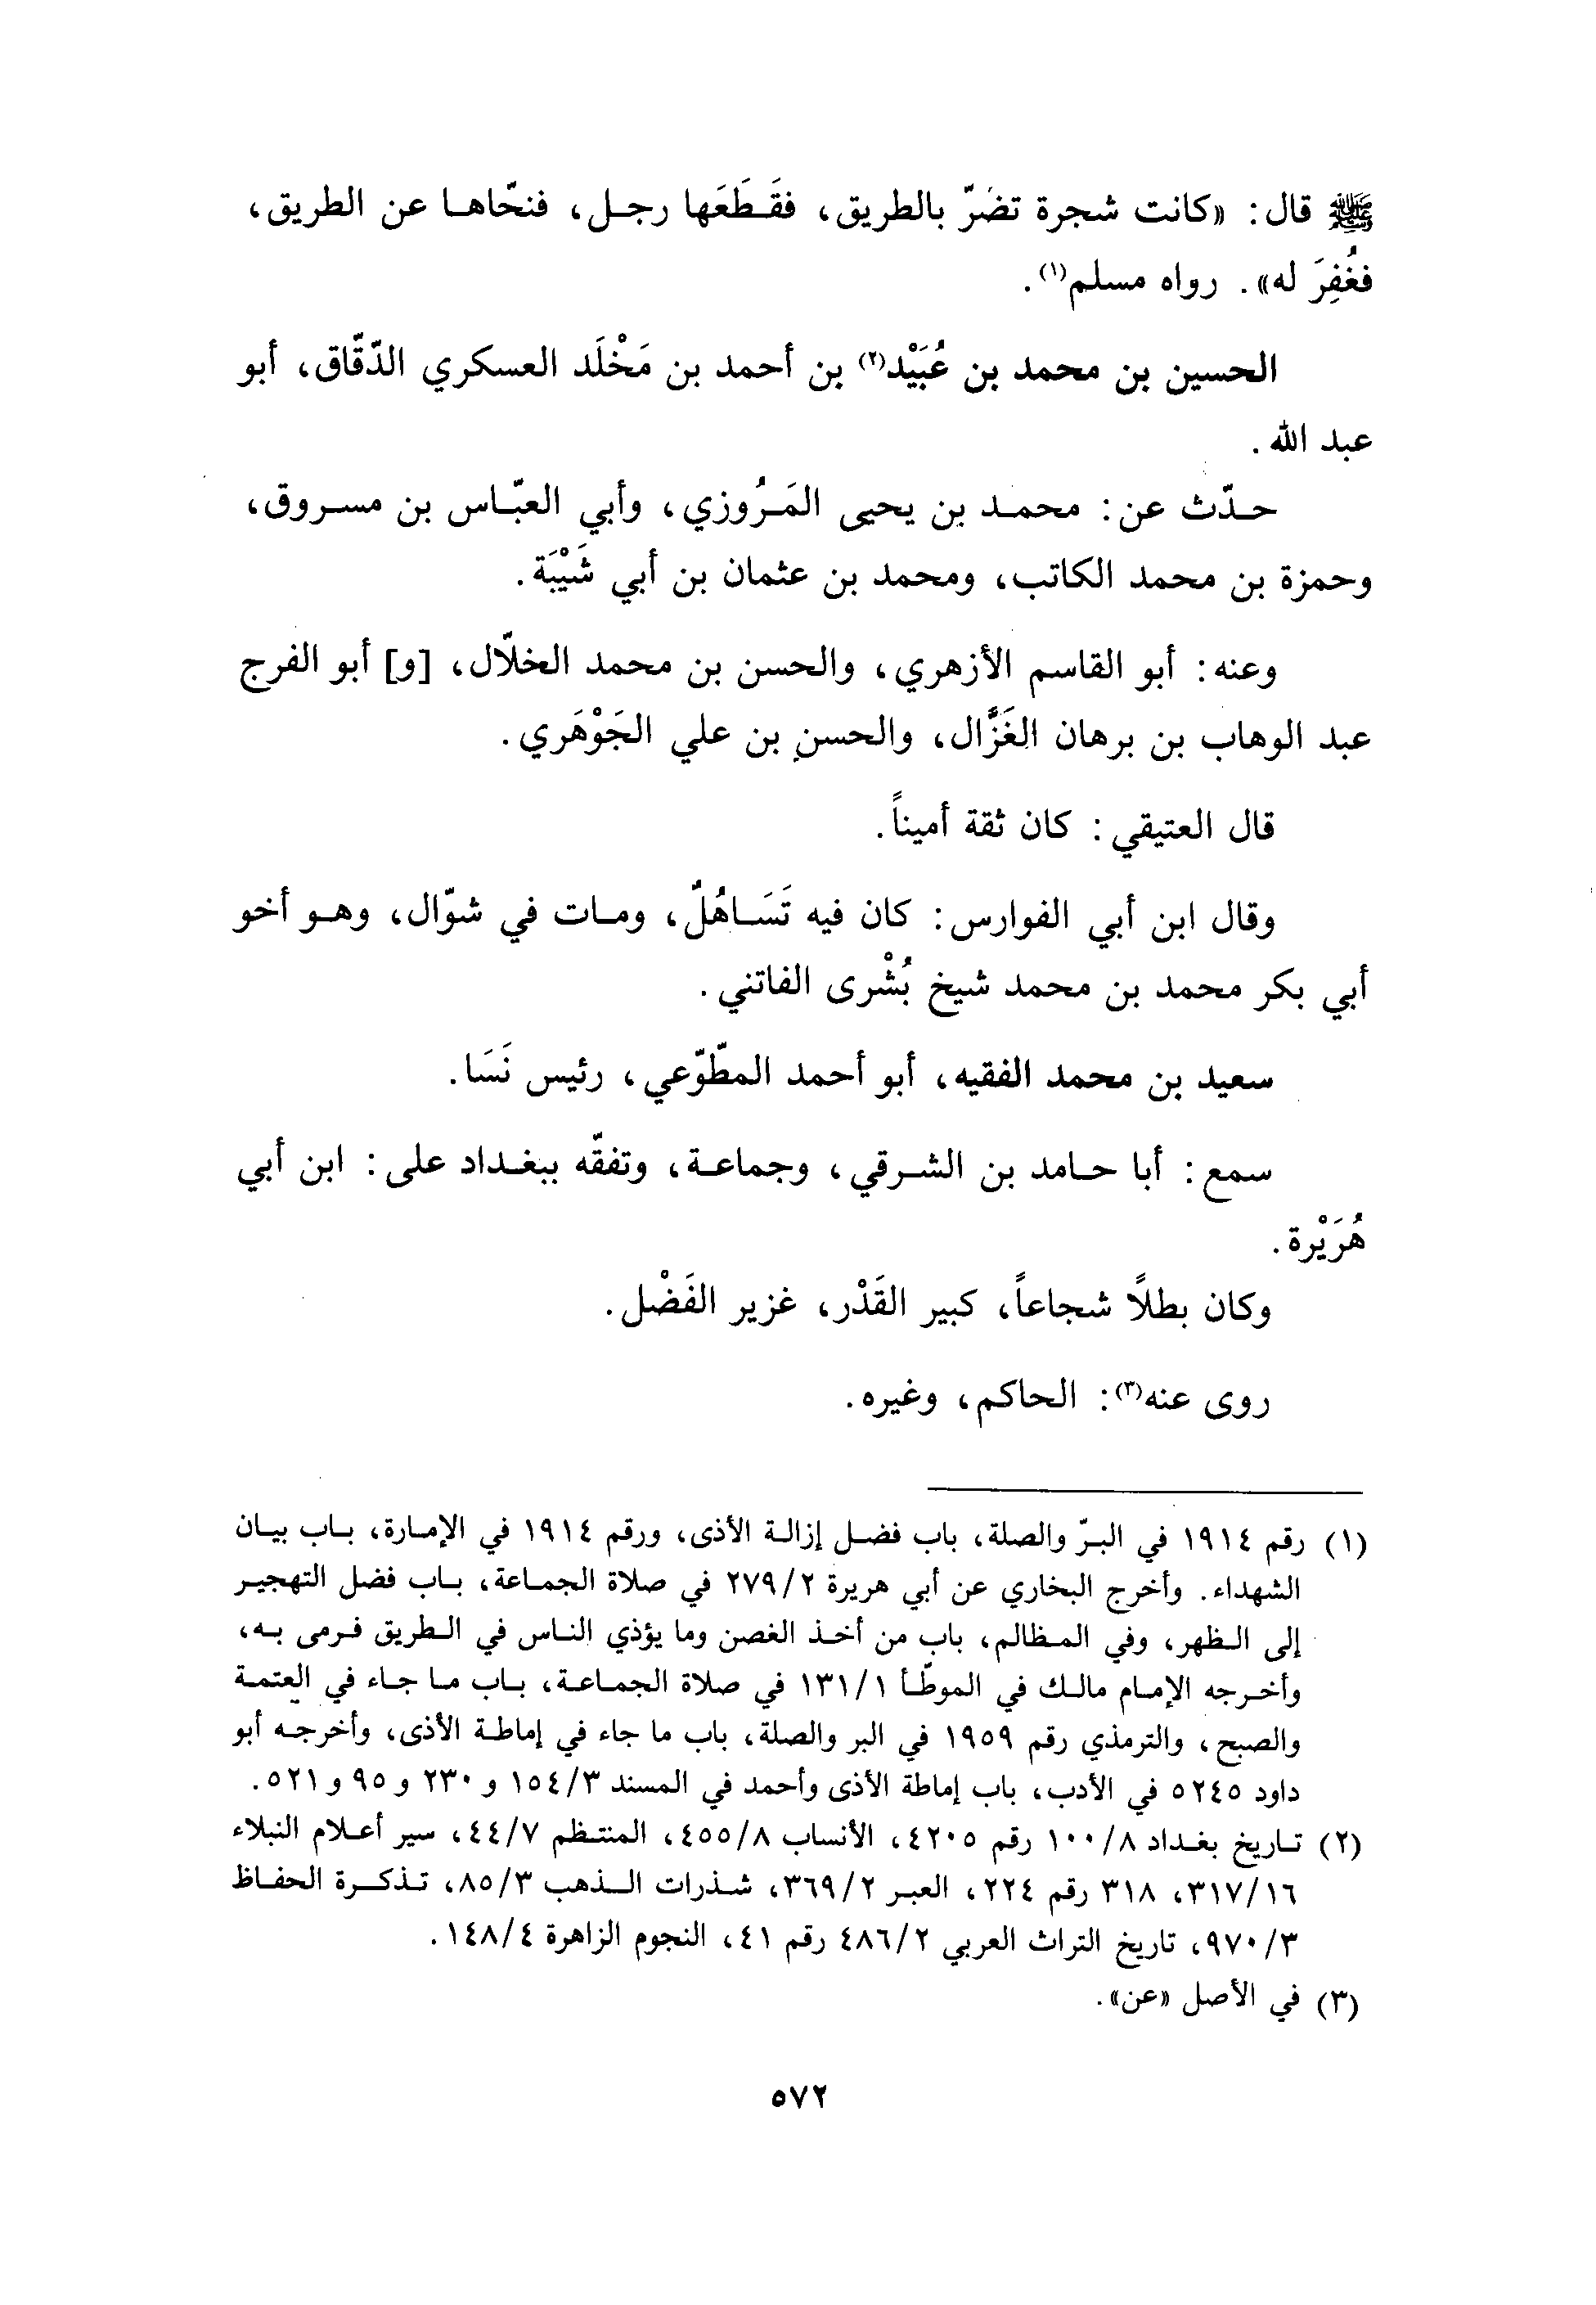 ﷺ قال: «كانت شجرة تضَرّ بالطريق، فقَطَعَها رجل، فنحّاها عن الطريق،
فغُفِرَ له». رواه مسلم(١).
الحسين بن محمد بن عُبَيْد(٢) بن أحمد بن مَخْلَد العسكري الدّقّاق، أبو
عبد الله.
حدّث عن: محمد بن يحيى المَرُوزي، وأبي العبّاس بن مسروق،
وحمزة بن محمد الكاتب، ومحمد بن عثمان بن أبي شَيْبَة.
وعنه: أبو القاسم الأزهري، والحسن بن محمد الخلّال، [و] أبو الفرج
عبد الوهاب بن برهان الغَزَّال، والحسن بن علي الجَوْهَري.
قال العتيقي: كان ثقة أميناً.
وقال ابن أبي الفوارس: كان فيه تَسَاهُلٌ، ومات في شوّال، وهو أخو
أبي بكر محمد بن محمد شيخ بُشْرى الفاتني.
سعيد بن محمد الفقيه، أبو أحمد المطّوّعي، رئيس نَسَا.
سمع: أبا حامد بن الشرقي، وجماعة، وتفقّه ببغداد على: ابن أبي
هُرَيْرة.
وكان بطلًا شجاعاً، كبير القَدْر، غزير الفَضْل.
روى عنه(٣): الحاكم، وغيره.
(١) رقم ١٩١٤ في البرّ والصلة، باب فضل إزالة الأذى، ورقم ١٩١٤ في الإمارة، باب بيان
الشهداء. وأخرج البخاري عن أبي هريرة ٢/ ٢٧٩ في صلاة الجماعة، باب فضل التهجير
إلى الظهر، وفي المظالم، باب من أخذ الغصن وما يؤذي الناس في الطريق فرمى به،
وأخرجه الإمام مالك في الموطّأ ١/ ١٣١ في صلاة الجماعة، باب ما جاء في العتمة
والصبح، والترمذي رقم ١٩٥٩ في البر والصلة، باب ما جاء في إماطة الأذى، وأخرجه أبو
داود ٥٢٤٥ في الأدب، باب إماطة الأذى وأحمد في المسند ٣/ ١٥٤ و ٢٣٠ و ٩٥ و ٥٢١.
(٢) تاريخ بغداد ٨/ ١٠٠ رقم ٤٢٠٥، الأنساب ٨/ ٤٥٥، المنتظم ٧/ ٤٤، سير أعلام النبلاء
١٦/ ٣١٧، ٣١٨ رقم ٢٢٤، العبر ٢/ ٣٦٩، شذرات الذهب ٣/ ٨٥، تذكرة الحفاظ
٣/ ٩٧٠، تاريخ التراث العربي ٢/ ٤٨٦ رقم ٤١، النجوم الزاهرة ٤/ ١٤٨.
(٣) في الأصل «عن».
٥٧٢